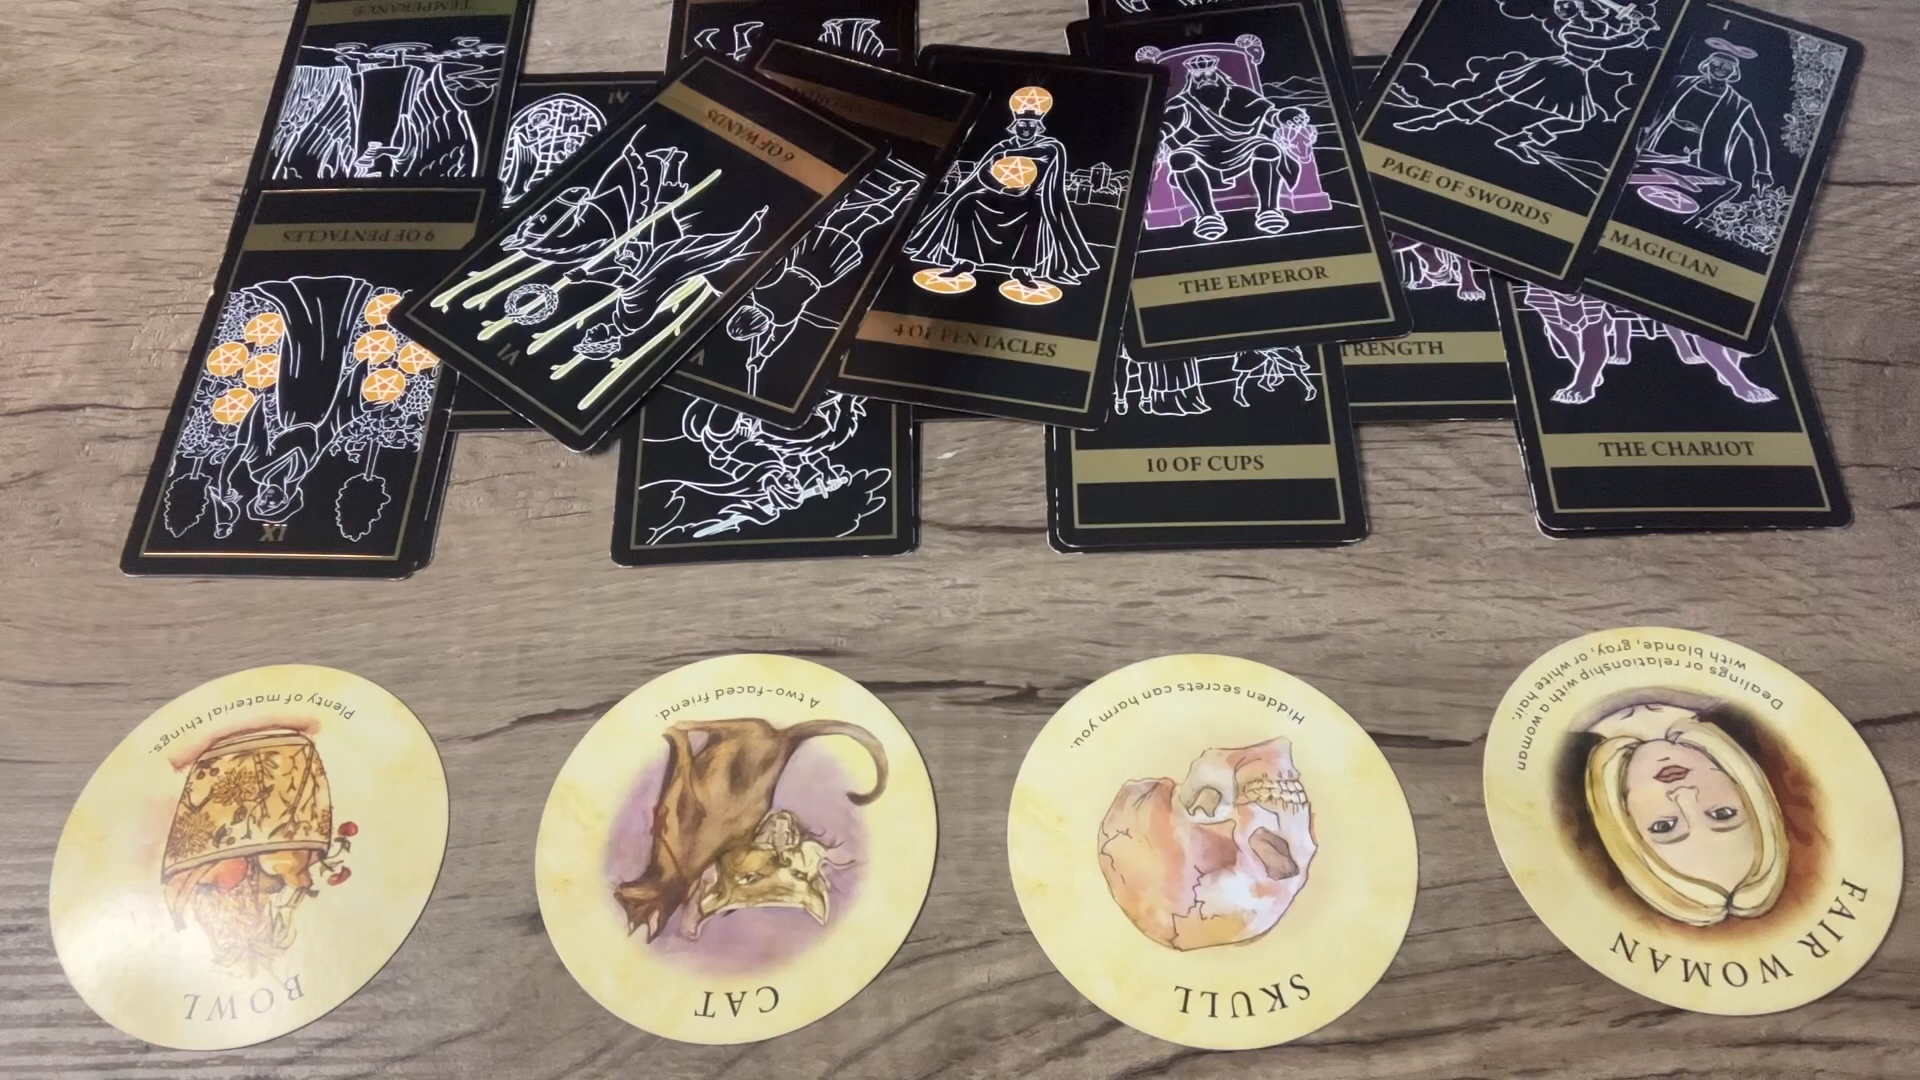 TEMPERANCE
IV
I
9 OF PENTACLES
IX
6 OF WANDS
VI
V
4 OF PENTACLES
THE EMPEROR
PAGE OF SWORDS
MAGICIAN
TRENGTH
10 OF CUPS
THE CHARIOT
Plenty of material things.
BOWL
A two-faced friend.
CAT
Hidden secrets can harm you.
SKULL
Dealings or relationship with a woman
with blonde, gray, or white hair.
FAIR WOMAN